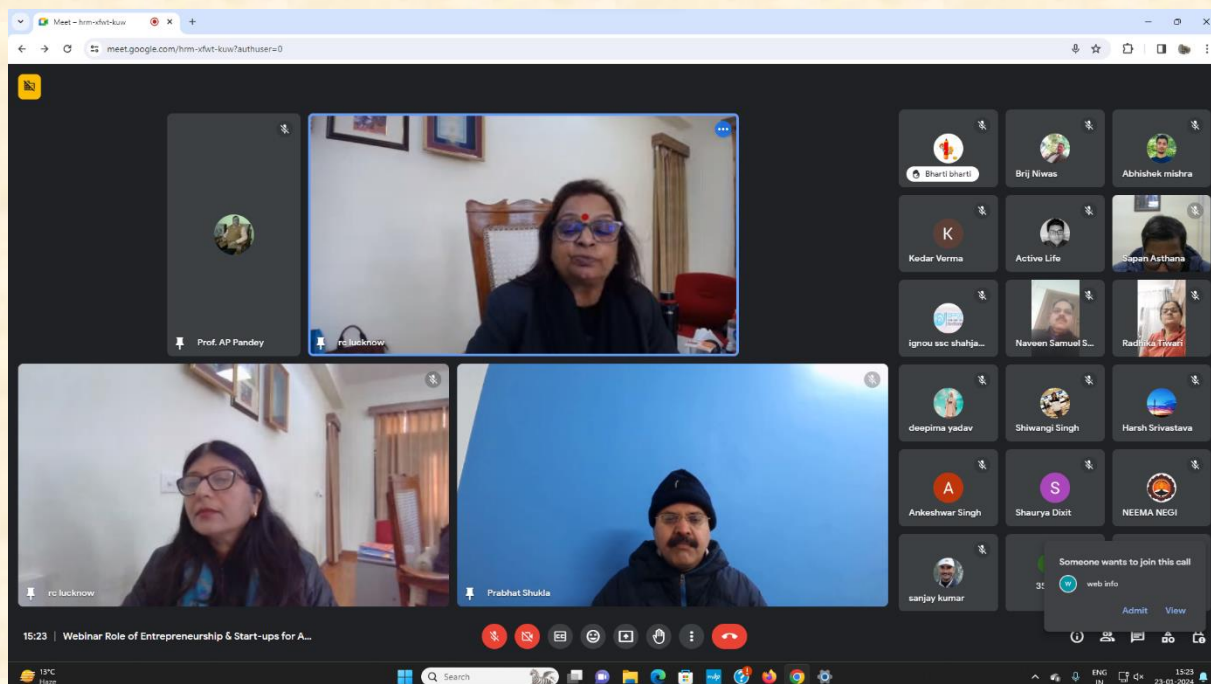 Meet – hrm-xfwt-kuw
meet.google.com/hrm-xfwt-kuw?authuser=0
Prof. AP Pandey
rc lucknow
Bharti bharti
Brij Niwas
Abhishek mishra
K
Kedar Verma
Active Life
Sapan Asthana
ignou ssc shahja...
Naveen Samuel S...
Radhika Tiwari
deepima yadav
Shiwangi Singh
Harsh Srivastava
A
Ankeshwar Singh
S
Shaurya Dixit
NEEMA NEGI
rc lucknow
Prabhat Shukla
sanjay kumar
Someone wants to join this call
w
web info
Admit
View
15:23 | Webinar Role of Entrepreneurship & Start-ups for A...
13°C
Haze
Search
ENG
IN
15:23
23-01-2024